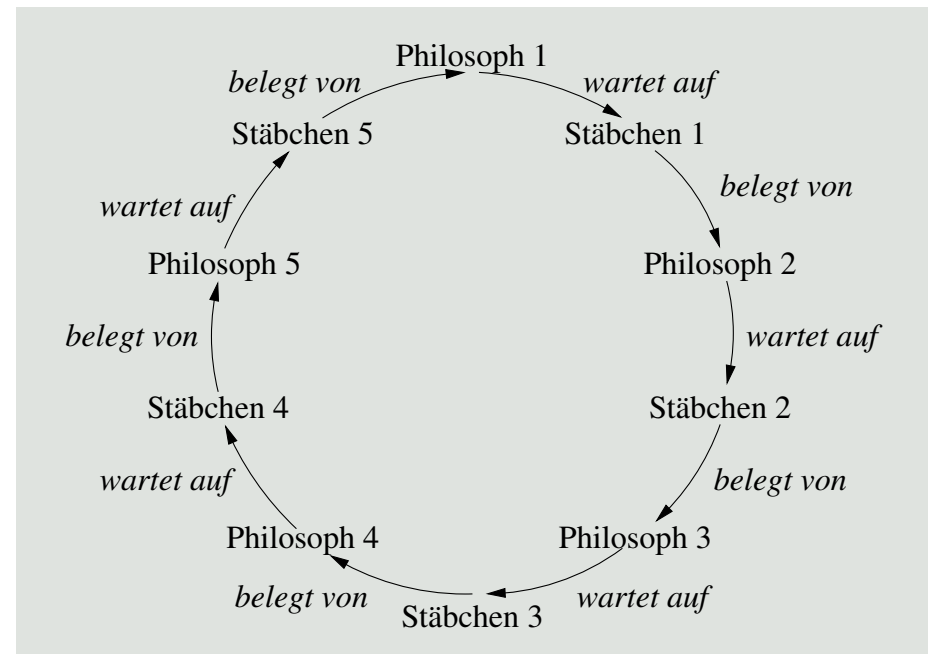 Philosoph 1
belegt von
wartet auf
Stäbchen 5
Stäbchen 1
wartet auf
belegt von
Philosoph 5
Philosoph 2
belegt von
wartet auf
Stäbchen 4
Stäbchen 2
wartet auf
belegt von
Philosoph 4
Philosoph 3
belegt von
wartet auf
Stäbchen 3